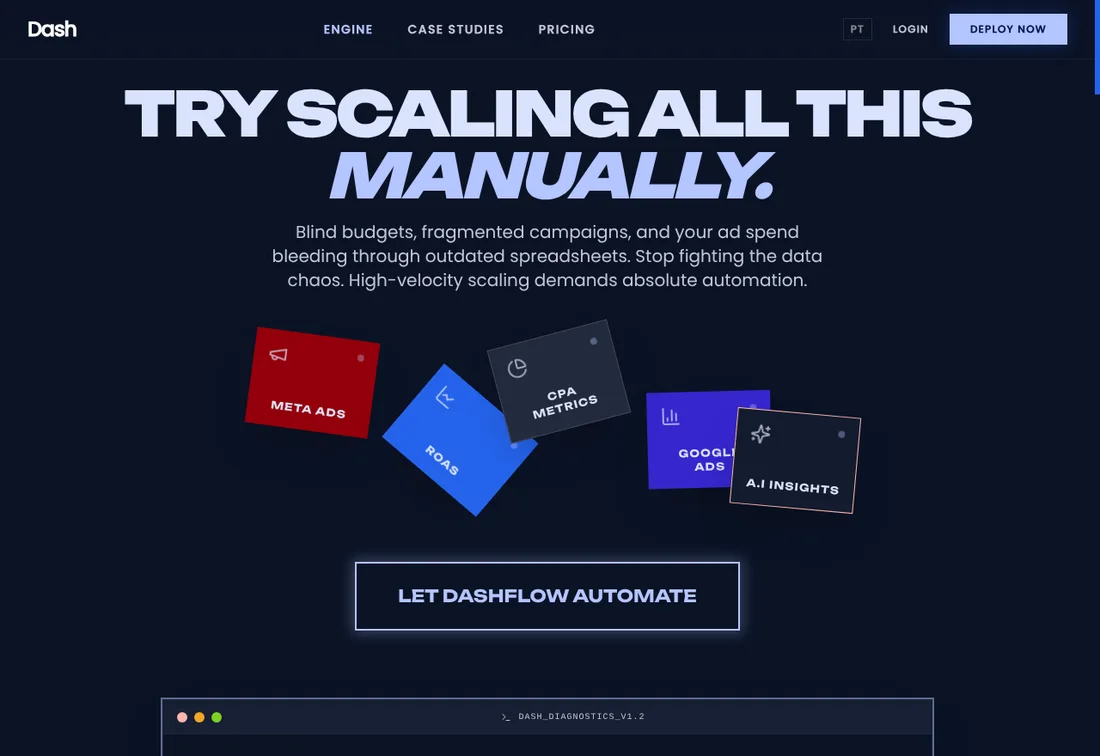 Dash
ENGINE
CASE STUDIES
PRICING
PT
LOGIN
DEPLOY NOW
TRY SCALING ALL THIS
MANUALLY.
Blind budgets, fragmented campaigns, and your ad spend
bleeding through outdated spreadsheets. Stop fighting the data
chaos. High-velocity scaling demands absolute automation.
META ADS
ROAS
CPA
METRICS
GOOGLE
ADS
A.I INSIGHTS
LET DASHFLOW AUTOMATE
>_ DASH_DIAGNOSTICS_V1.2